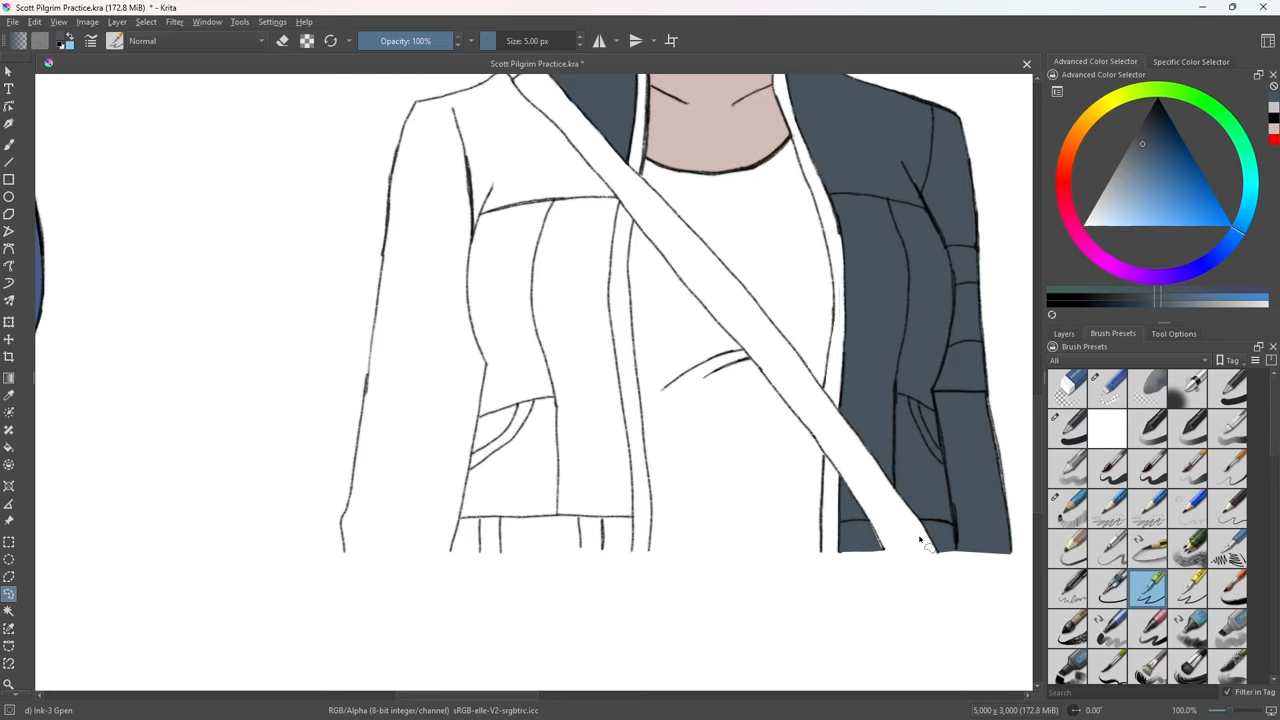 Scott Pilgrim Practice.kra (172.8 MiB) * - Krita
File Edit View Image Layer Select Filter Window Tools Settings Help
Normal
Opacity: 100%
Size: 5.00 px
Scott Pilgrim Practice.kra *
Advanced Color Selector
Specific Color Selector
Advanced Color Selector
Layers
Brush Presets
Tool Options
Brush Presets
All
Tag
Search
Filter in Tag
d) Ink-3 Gpen
RGB/Alpha (8-bit integer/channel) sRGB-elle-V2-srgbtrc.icc
5,000 x 3,000 (172.8 MiB)
0.00°
100.0%